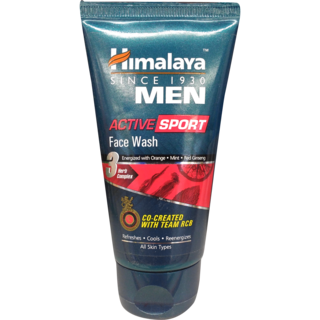 Himalaya™
SINCE 1930
MEN
ACTIVE SPORT
Face Wash
Energized with Orange • Mint • Red Ginseng
3 Herb
Complex
CO-CREATED
WITH TEAM RCB
Refreshes • Cools • Reenergizes
All Skin Types